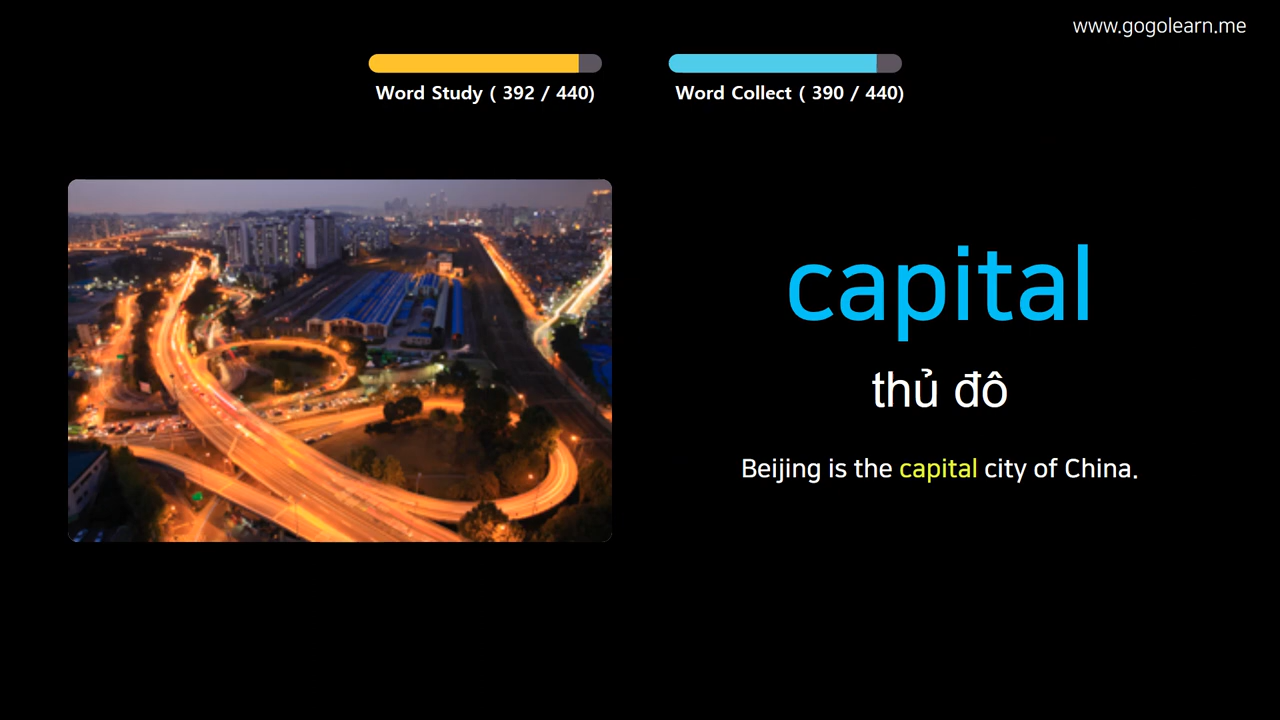 www.gogolearn.me
Word Study ( 392 / 440)
Word Collect ( 390 / 440)
capital
thủ đô
Beijing is the capital city of China.